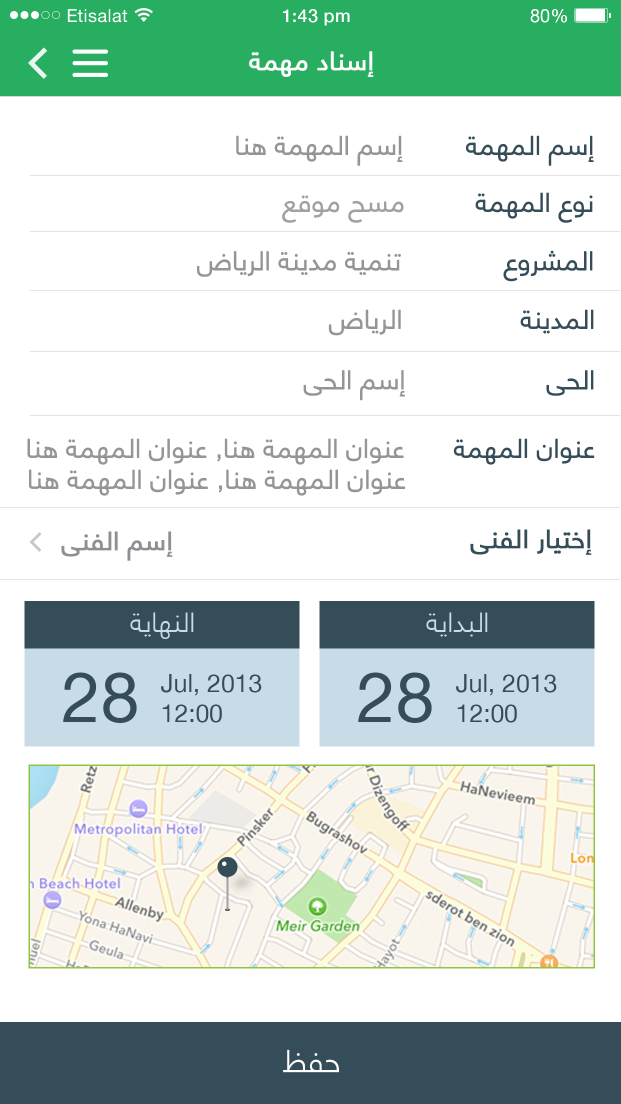 Etisalat 1:43 pm 80%
إسناد مهمة
إسم المهمة إسم المهمة هنا
نوع المهمة مسح موقع
المشروع تنمية مدينة الرياض
المدينة الرياض
الحى إسم الحى
عنوان المهمة عنوان المهمة هنا, عنوان المهمة هنا
عنوان المهمة هنا, عنوان المهمة هنا
إختيار الفنى إسم الفنى
البداية
28 Jul, 2013
12:00
النهاية
28 Jul, 2013
12:00
Retz
ir Dizengoff
HaNevieem
Metropolitan Hotel
Pinsker
Bugrashov
Lon
n Beach Hotel
Allenby
Yona HaNavi
Meir Garden
sderot ben zion
Geula
nuel
Hayot
حفظ